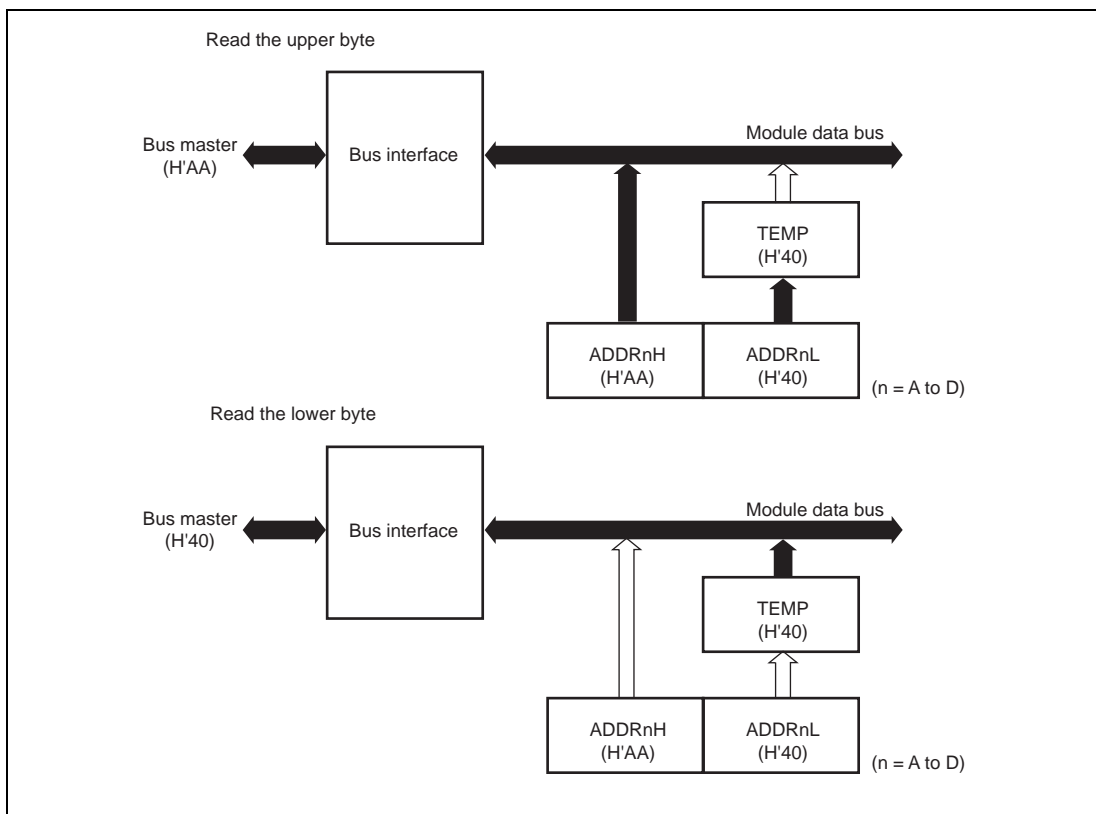 Read the upper byte
Module data bus
Bus master
(H'AA)
Bus interface
TEMP
(H'40)
ADDRnH
(H'AA)
ADDRnL
(H'40)
(n = A to D)
Read the lower byte
Module data bus
Bus master
(H'40)
Bus interface
TEMP
(H'40)
ADDRnH
(H'AA)
ADDRnL
(H'40)
(n = A to D)